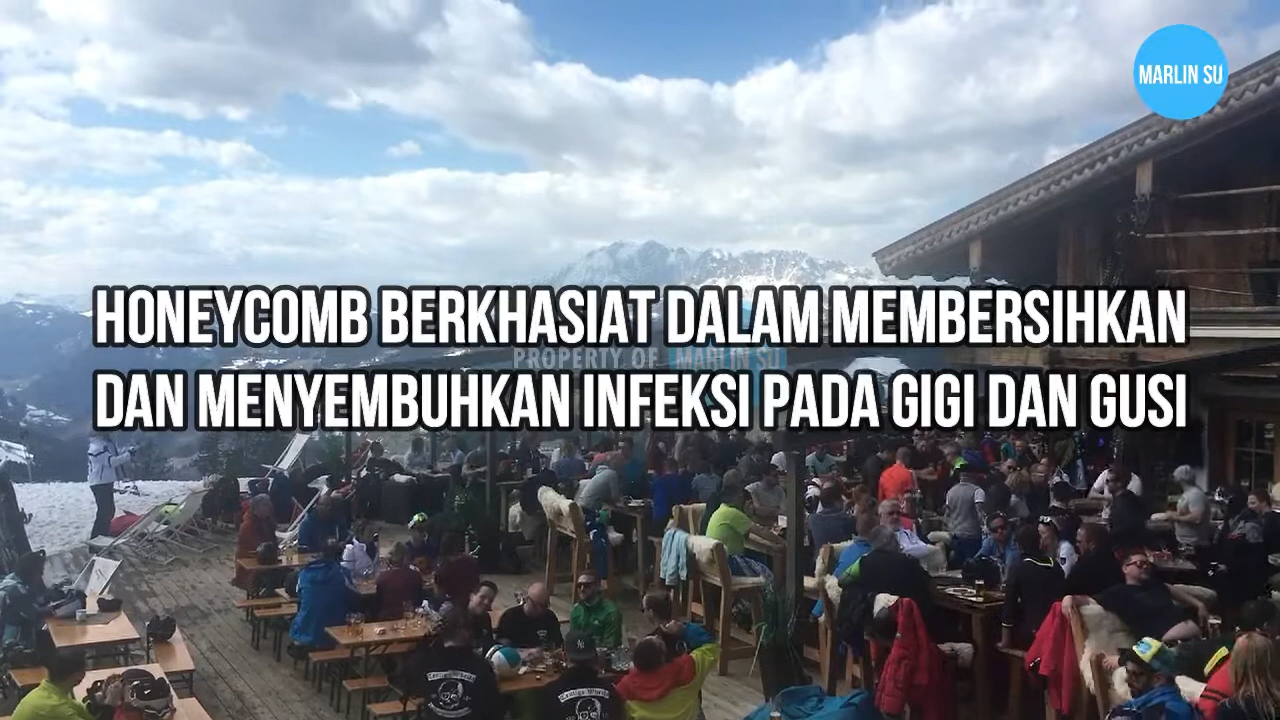 MARLIN SU
HONEYCOMB BERKHASIAT DALAM MEMBERSIHKAN
PROPERTY OF MARLIN SU
DAN MENYEMBUHKAN INFEKSI PADA GIGI DAN GUSI